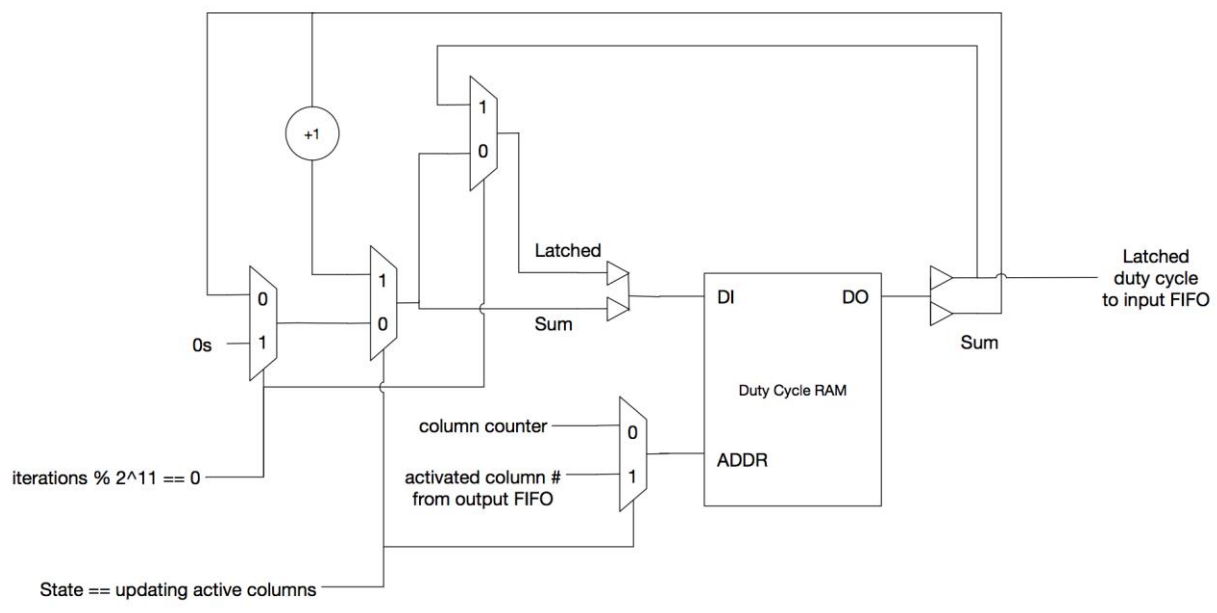 +1
1
0
Latched
Sum
1
0
0
1
0s
DI
DO
Duty Cycle RAM
ADDR
Latched
duty cycle
to input FIFO
Sum
column counter
0
activated column #
from output FIFO
1
iterations % 2^11 == 0
State == updating active columns